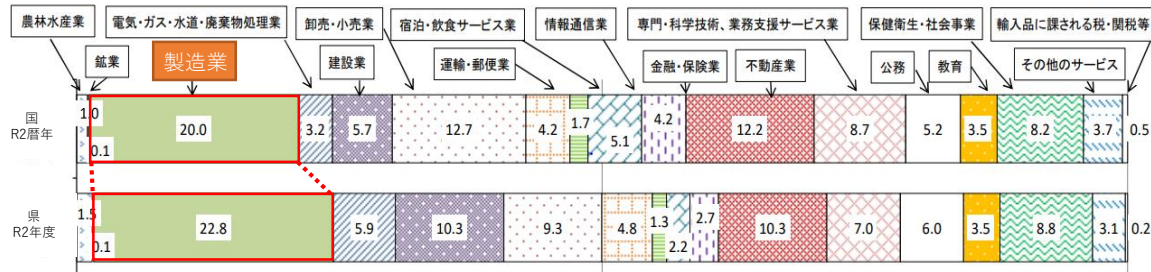 農林水産業
電気・ガス・水道・廃棄物処理業
卸売・小売業
宿泊・飲食サービス業
情報通信業
専門・科学技術、業務支援サービス業
保健衛生・社会事業
輸入品に課される税・関税等
鉱業
製造業
建設業
運輸・郵便業
金融・保険業
不動産業
公務
教育
その他のサービス
国
R2暦年
1.0
0.1
20.0
3.2
5.7
12.7
4.2
1.7
5.1
4.2
12.2
8.7
5.2
3.5
8.2
3.7
0.5
県
R2年度
1.5
0.1
22.8
5.9
10.3
9.3
4.8
1.3
2.2
2.7
10.3
7.0
6.0
3.5
8.8
3.1
0.2